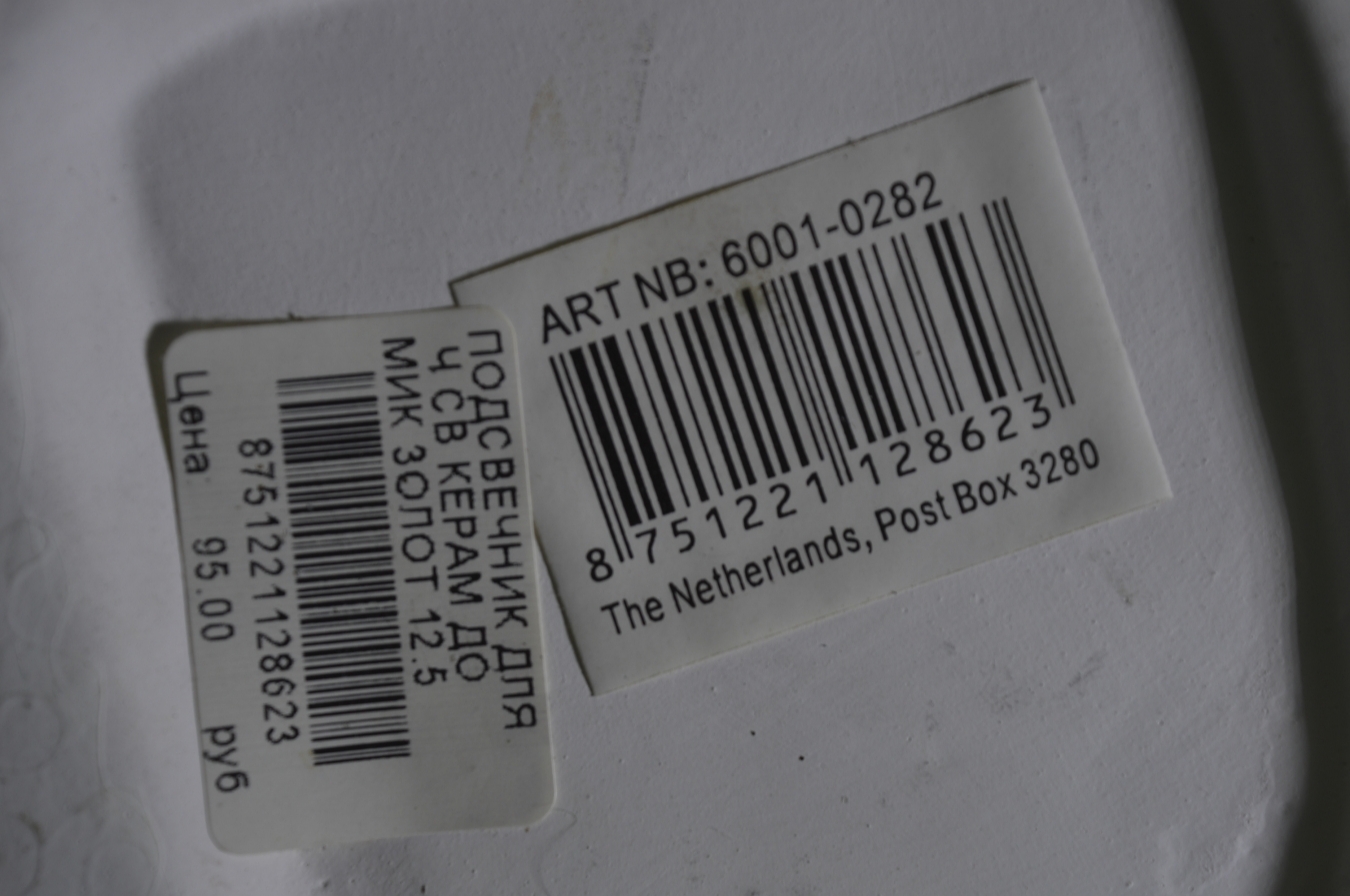 ПОДСВЕЧНИК ДЛЯ
Ч СВ КЕРАМ ДО
МИК ЗОЛОТ 12.5
8751221128623
Цена 95.00 руб
ART NB: 6001-0282
8 751221 128623
The Netherlands, Post Box 3280